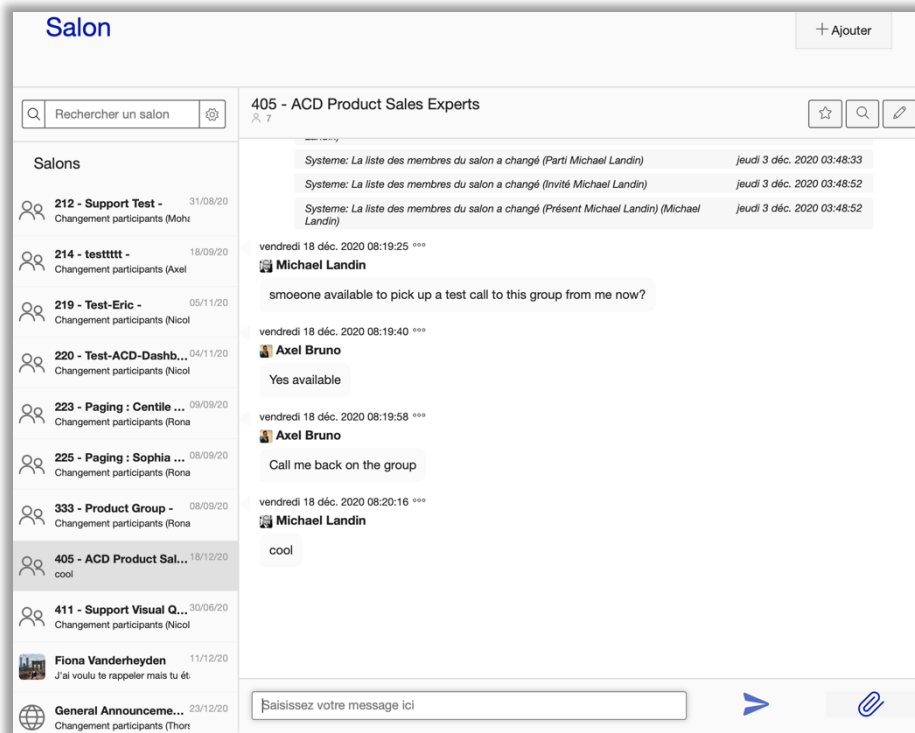 Salon
Ajouter
Rechercher un salon
405 - ACD Product Sales Experts
7
Salons
212 - Support Test -
31/08/20
Changement participants (Moha
214 - testtttt -
18/09/20
Changement participants (Axel
219 - Test-Eric -
05/11/20
Changement participants (Nicol
220 - Test-ACD-Dashb...
04/11/20
Changement participants (Nicol
223 - Paging : Centile ...
09/09/20
Changement participants (Rona
225 - Paging : Sophia ...
08/09/20
Changement participants (Rona
333 - Product Group -
08/09/20
Changement participants (Rona
405 - ACD Product Sal...
18/12/20
cool
411 - Support Visual Q...
30/06/20
Changement participants (Nicol
Fiona Vanderheyden
11/12/20
J'ai voulu te rappeler mais tu ét
General Announceme...
23/12/20
Changement participants (Thors
Landin)
Systeme: La liste des membres du salon a changé (Parti Michael Landin)
jeudi 3 déc. 2020 03:48:33
Systeme: La liste des membres du salon a changé (Invité Michael Landin)
jeudi 3 déc. 2020 03:48:52
Systeme: La liste des membres du salon a changé (Présent Michael Landin) (Michael
Landin)
jeudi 3 déc. 2020 03:48:52
vendredi 18 déc. 2020 08:19:25
Michael Landin
smoeone available to pick up a test call to this group from me now?
vendredi 18 déc. 2020 08:19:40
Axel Bruno
Yes available
vendredi 18 déc. 2020 08:19:58
Axel Bruno
Call me back on the group
vendredi 18 déc. 2020 08:20:16
Michael Landin
cool
Saisissez votre message ici